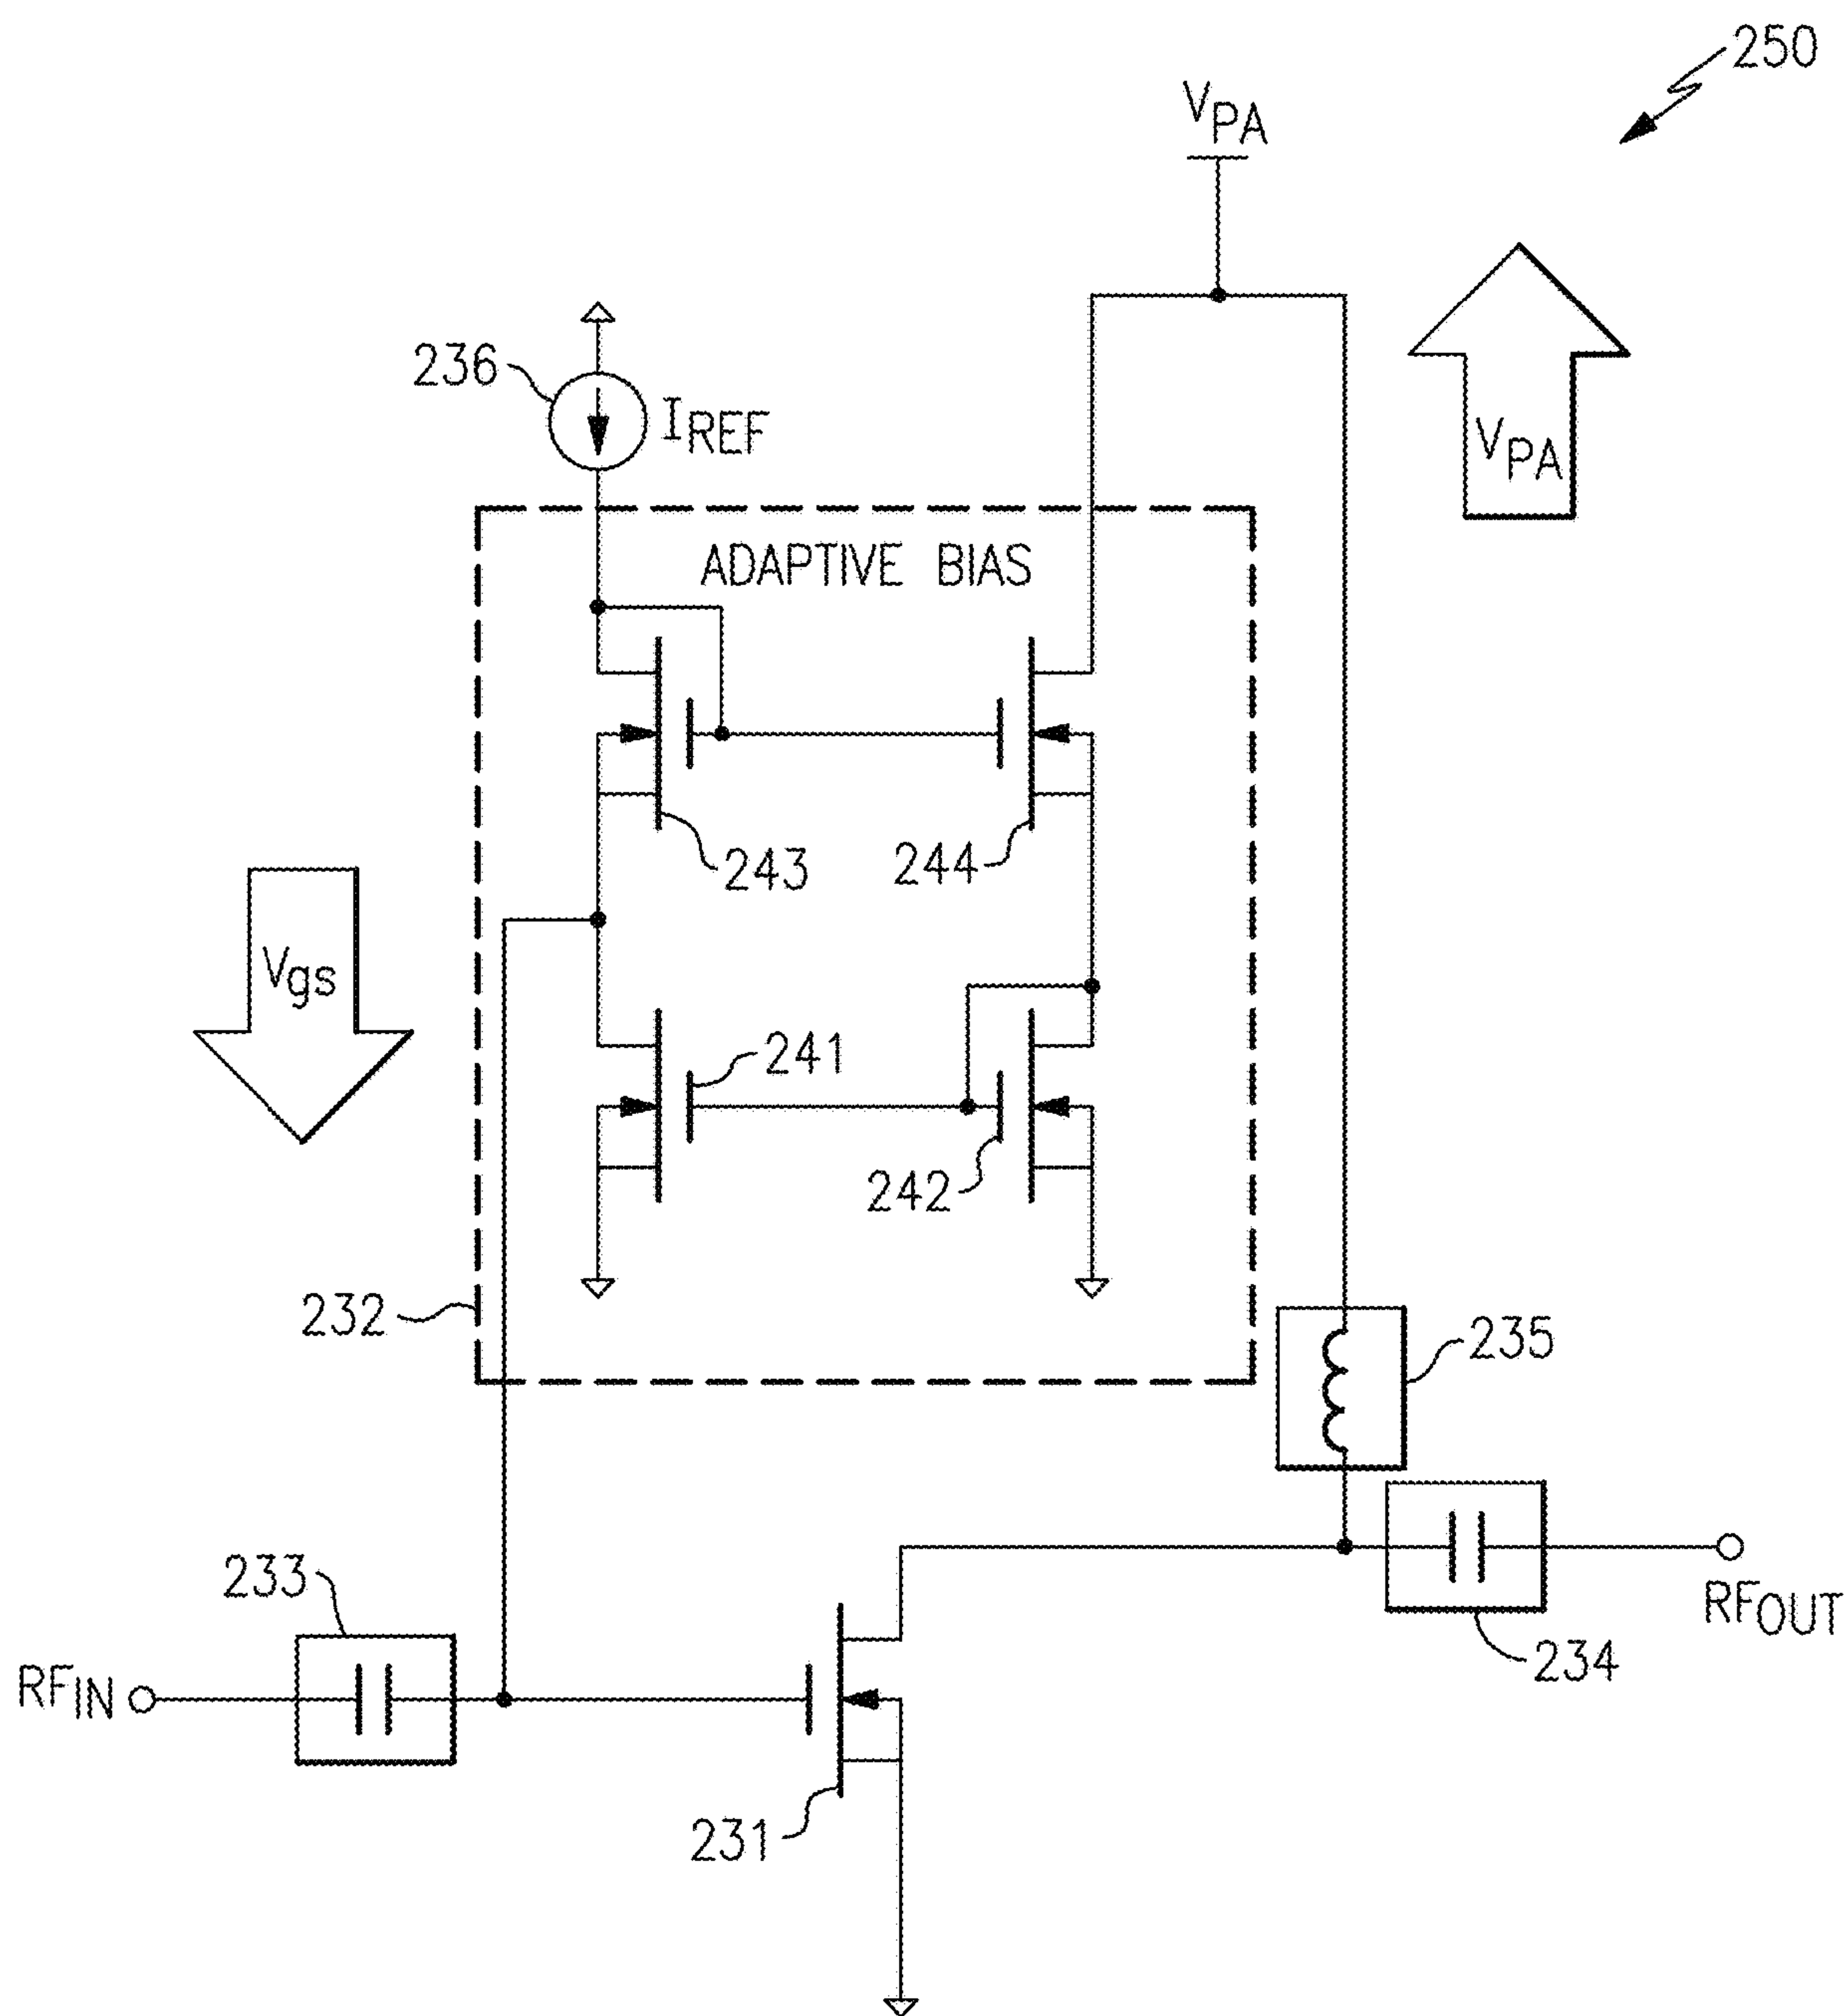 250
VPA
236
IREF
VPA
ADAPTIVE BIAS
243
244
Vgs
241
242
232
235
233
RFIN
RFOUT
234
231